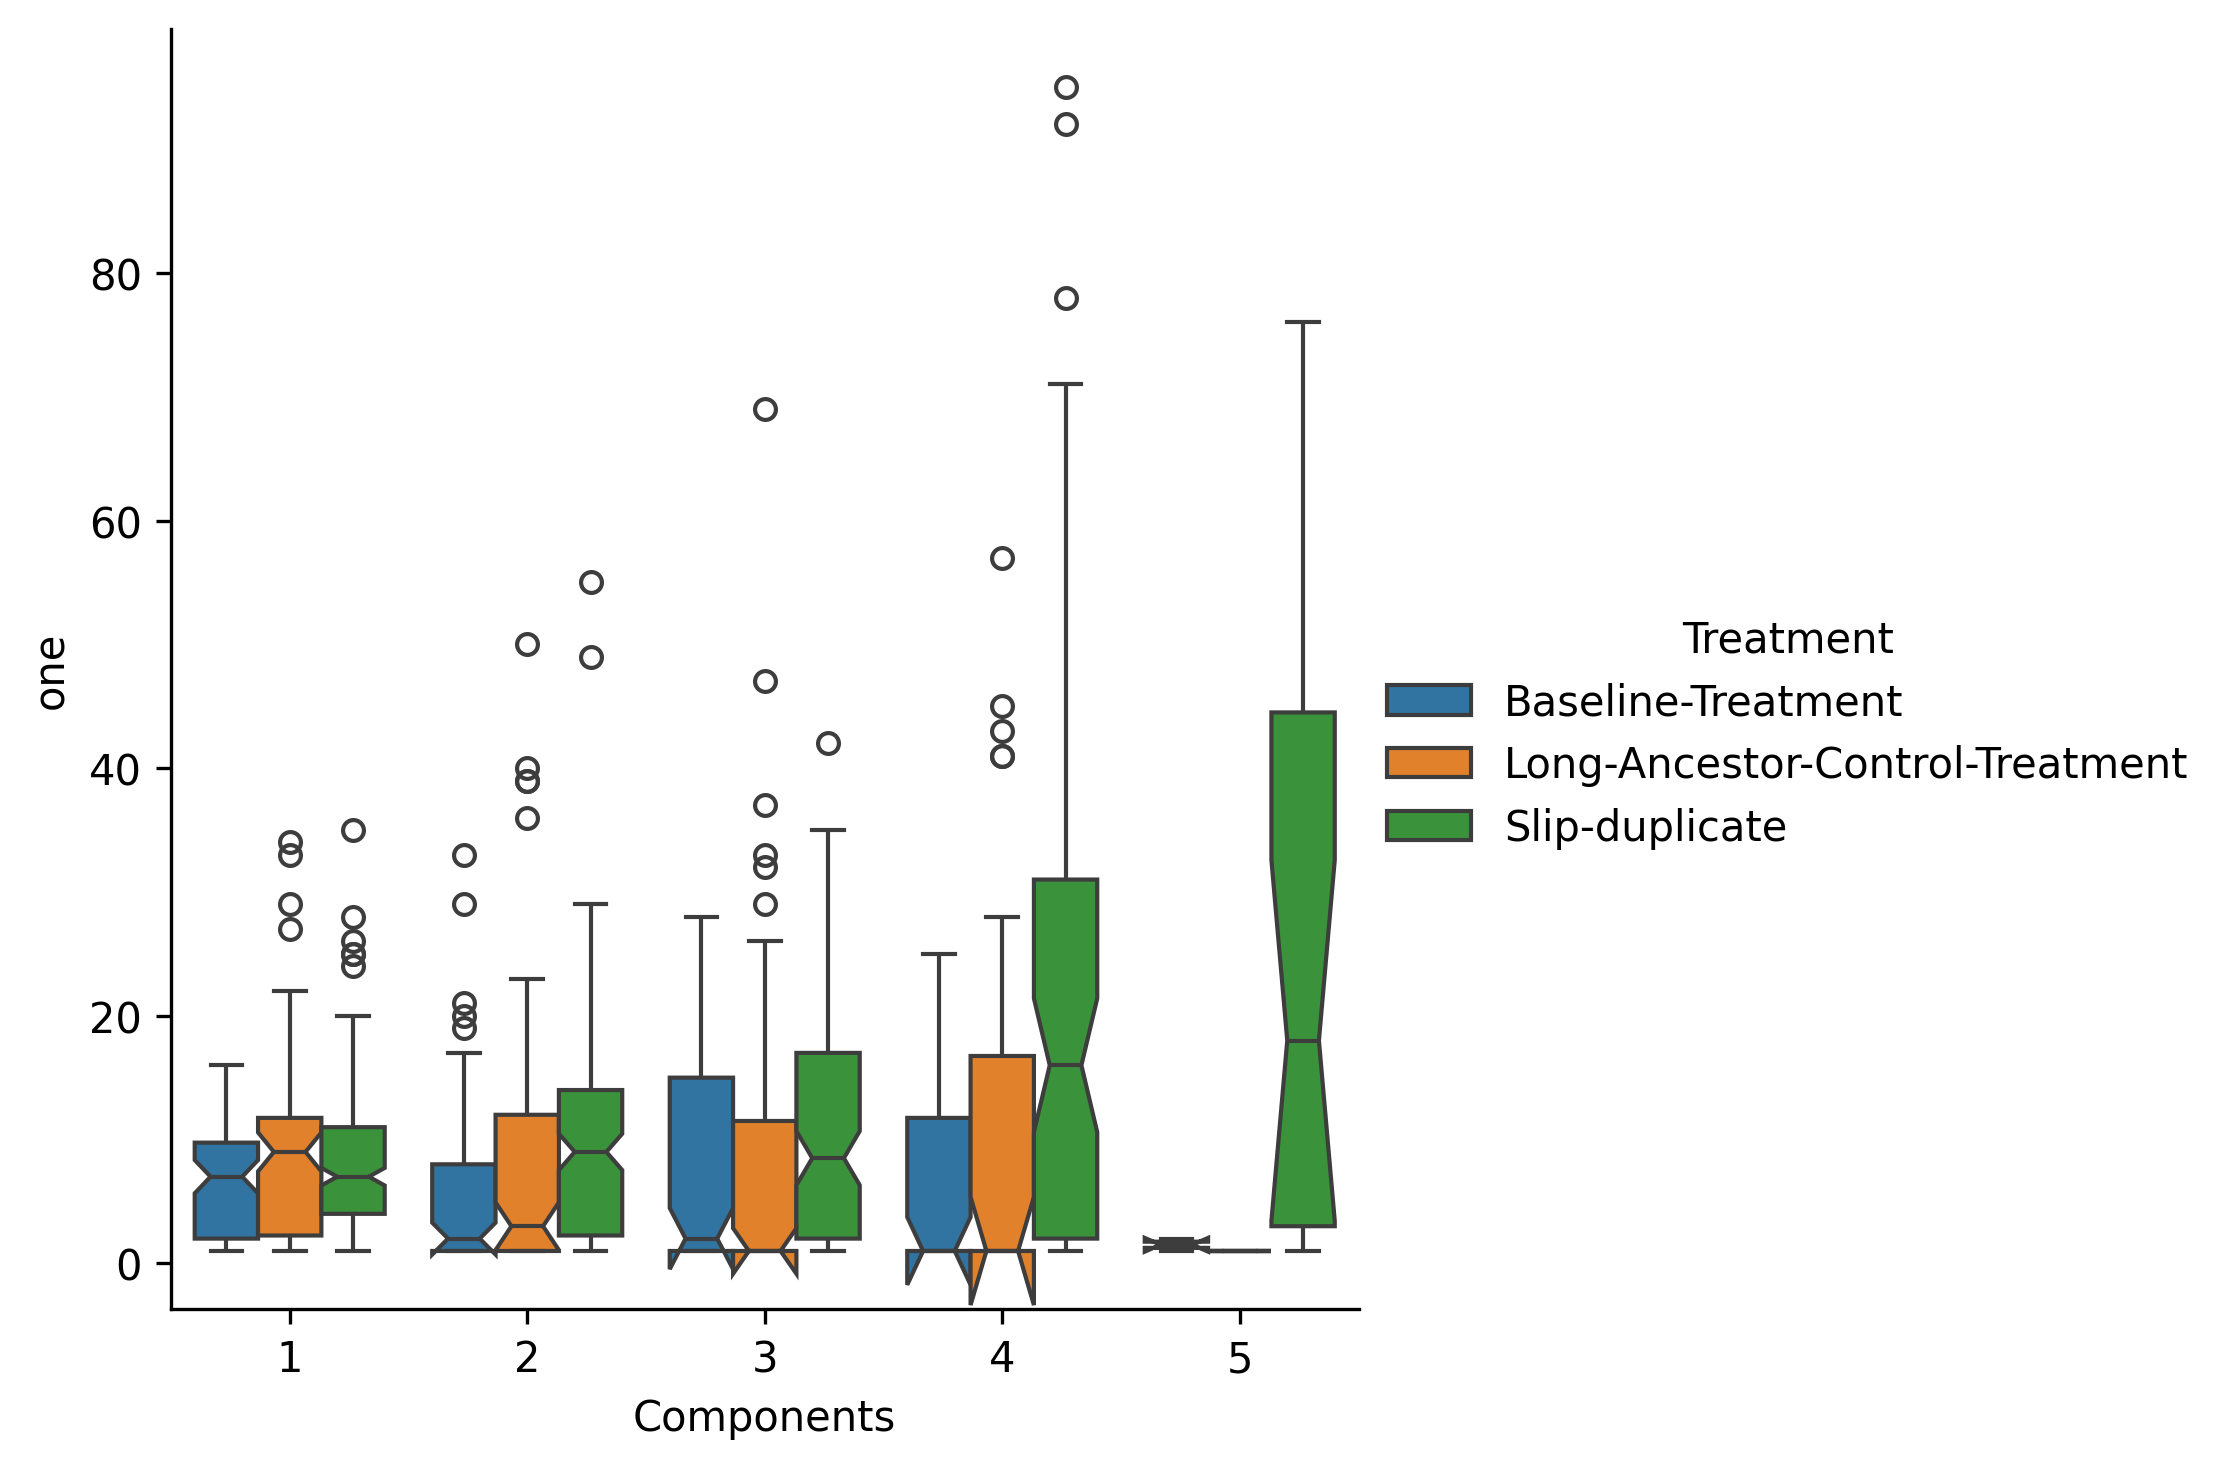 80
60
40
20
0
one
1 2 3 4 5
Components
Treatment
Baseline-Treatment
Long-Ancestor-Control-Treatment
Slip-duplicate